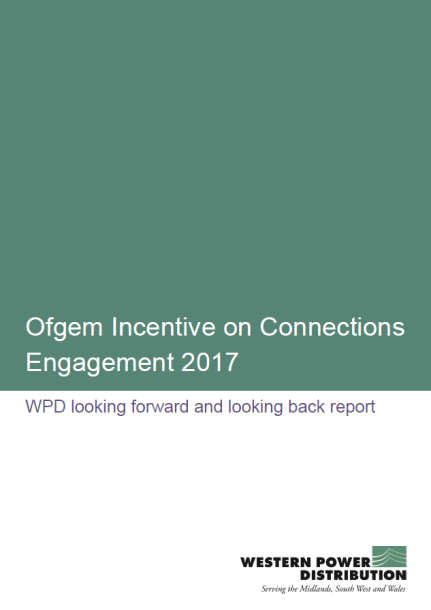 Ofgem Incentive on Connections
Engagement 2017
WPD looking forward and looking back report
WESTERN POWER
DISTRIBUTION
Serving the Midlands, South West and Wales